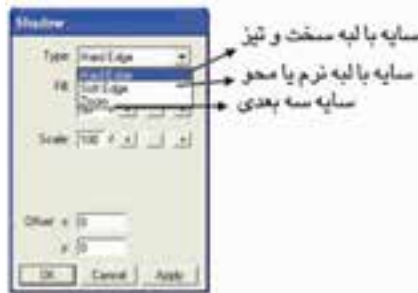 Shadow
Type: Hard Edge
Hard Edge
Soft Edge
Zoom
Fill:
Scale: 100
Offset x: 0
y: 0
OK Cancel Apply
سایه با لبه سخت و تیز
سایه با لبه نرم یا محو
سایه سه بعدی